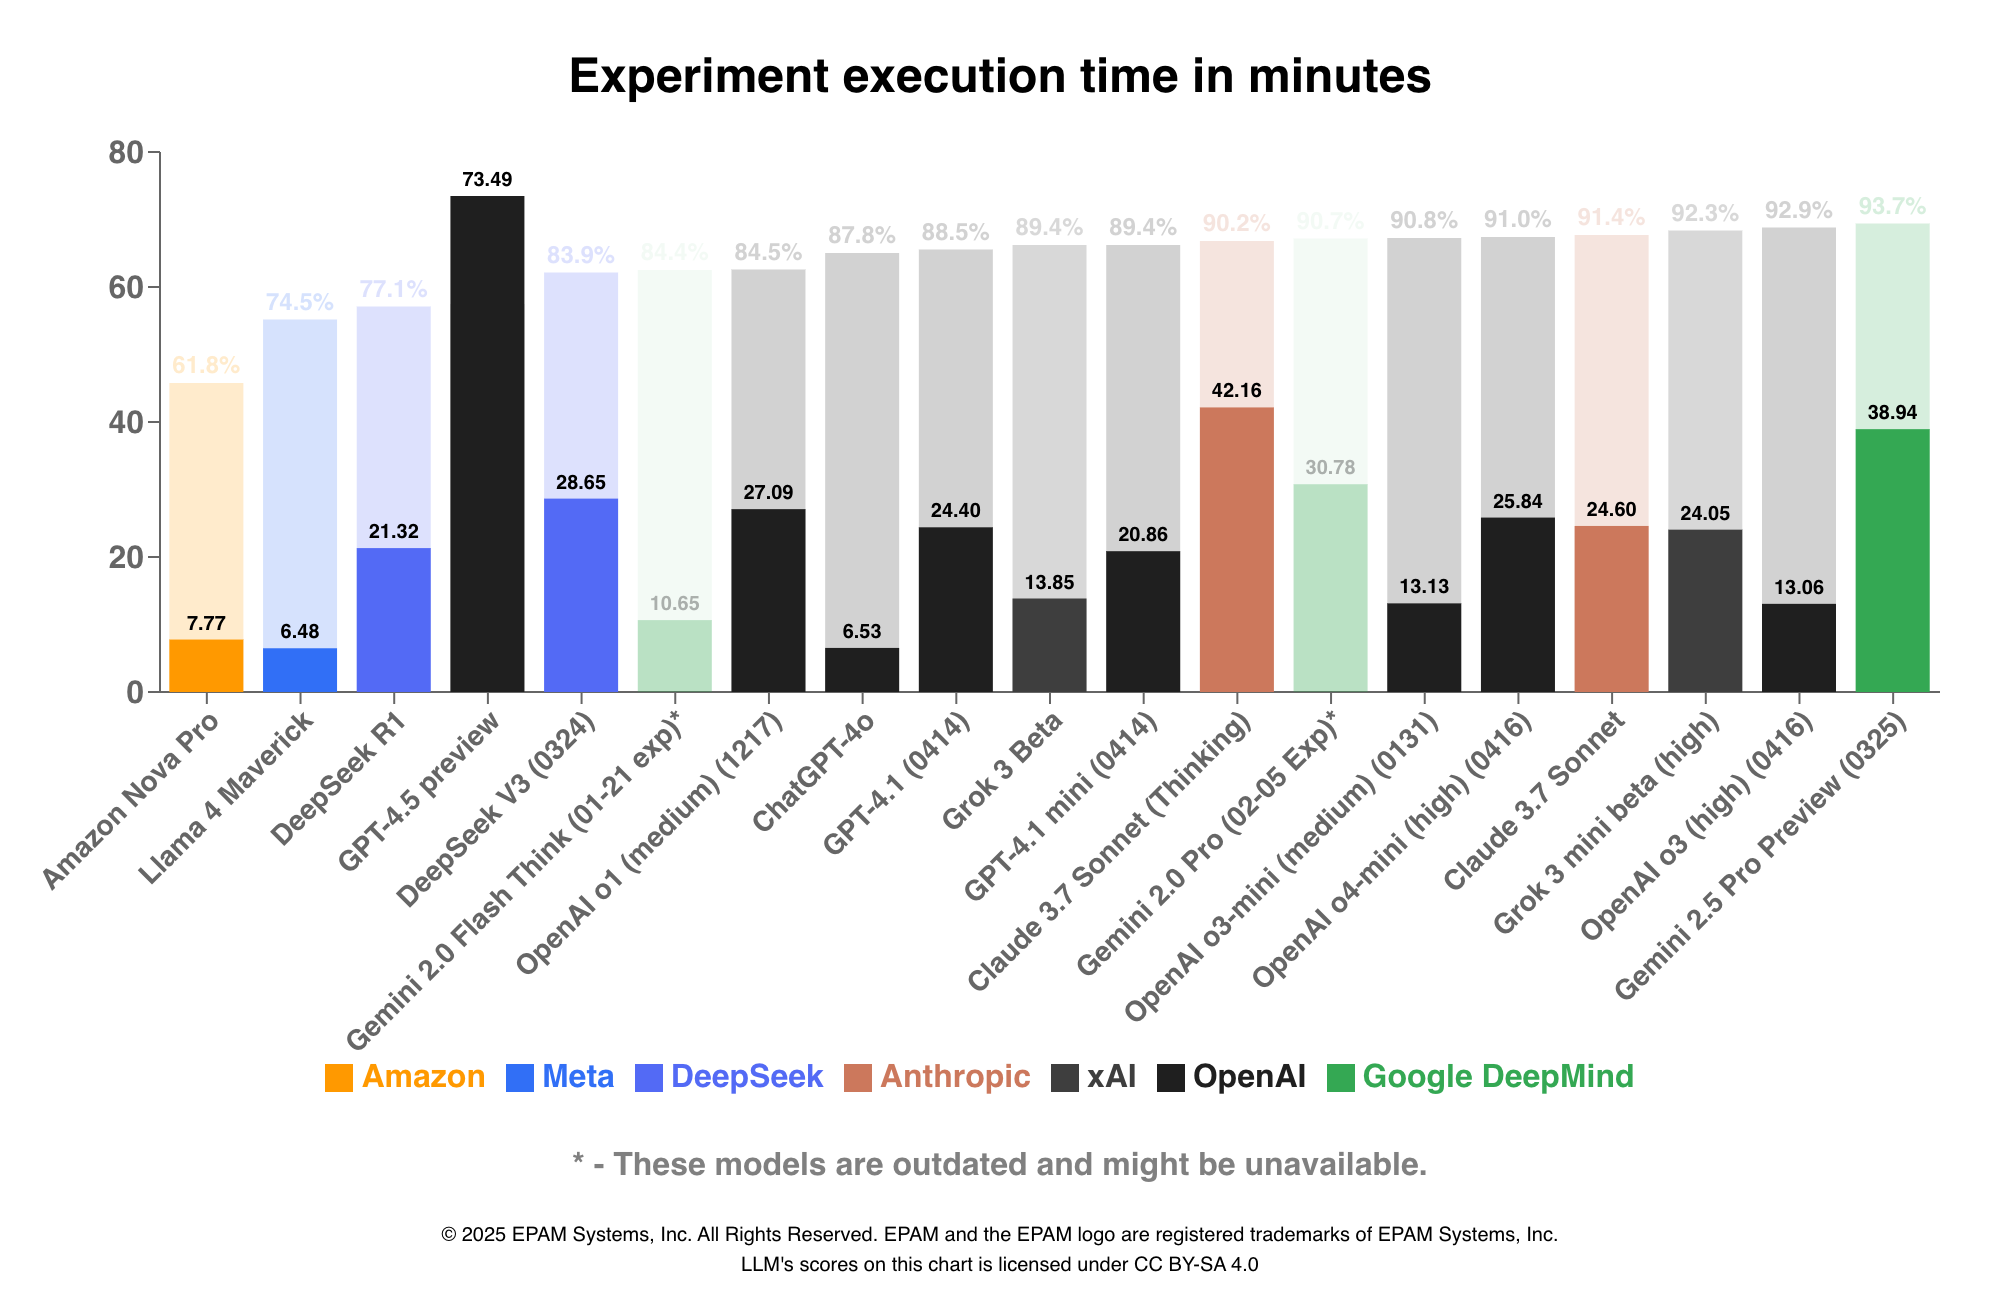 Experiment execution time in minutes
80
60
40
20
0
61.8%
74.5%
77.1%
73.49
83.9%
84.4%
84.5%
87.8%
88.5%
89.4%
89.4%
90.2%
90.7%
90.8%
91.0%
91.4%
92.3%
92.9%
93.7%
7.77
6.48
21.32
28.65
10.65
27.09
6.53
24.40
13.85
20.86
42.16
30.78
13.13
25.84
24.60
24.05
13.06
38.94
Amazon Nova Pro
Llama 4 Maverick
DeepSeek R1
GPT-4.5 preview
DeepSeek V3 (0324)
Gemini 2.0 Flash Think (01-21 exp)*
OpenAI o1 (medium) (1217)
ChatGPT-4o
GPT-4.1 (0414)
Grok 3 Beta
GPT-4.1 mini (0414)
Claude 3.7 Sonnet (Thinking)
Gemini 2.0 Pro (02-05 Exp)*
OpenAI o3-mini (medium) (0131)
OpenAI o4-mini (high) (0416)
Claude 3.7 Sonnet
Grok 3 mini beta (high)
OpenAI o3 (high) (0416)
Gemini 2.5 Pro Preview (0325)
Amazon
Meta
DeepSeek
Anthropic
xAI
OpenAI
Google DeepMind
* - These models are outdated and might be unavailable.
© 2025 EPAM Systems, Inc. All Rights Reserved. EPAM and the EPAM logo are registered trademarks of EPAM Systems, Inc.
LLM's scores on this chart is licensed under CC BY-SA 4.0